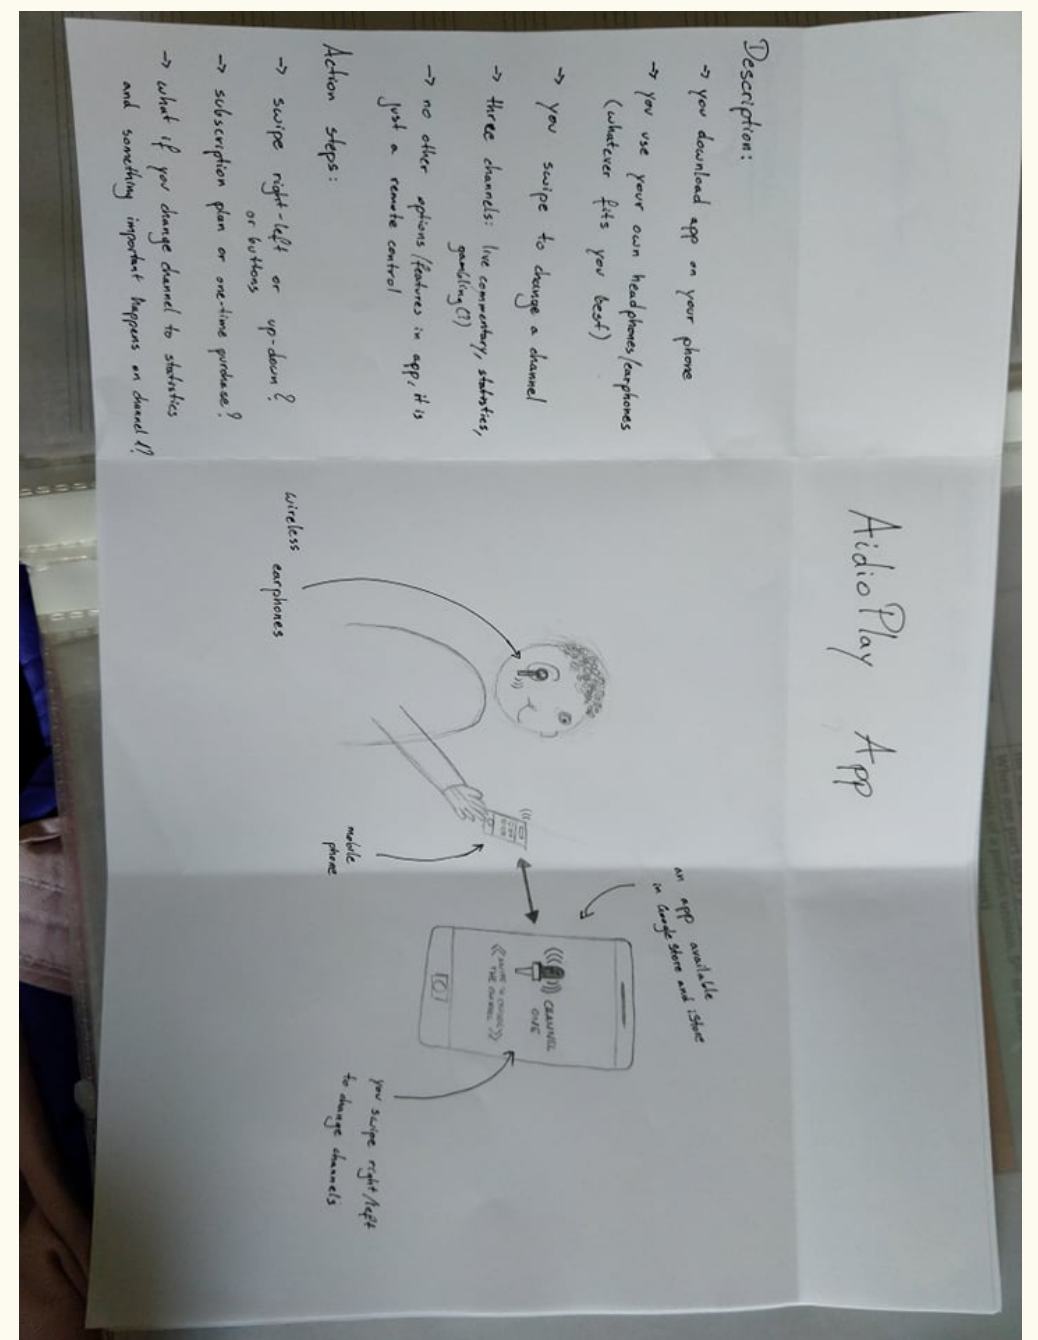 AidioPlay App
Description:
→ you download app on your phone
→ you use your own headphones/earphones
(whatever fits you best)
→ you swipe to change a channel
→ three channels: live commentary, statistics,
gambling(?)
→ no other options/features in app, it is
just a remote control
Action steps:
→ swipe right-left or up-down?
or buttons
→ subscription plan or one-time purchase?
→ what if you change channel to statistics
and something important happens on channel 1?
wireless earphones
mobile
phone
an app available
in Google store and iStore
CHANNEL
ONE
THE CHANNEL
you swipe right/left
to change channels